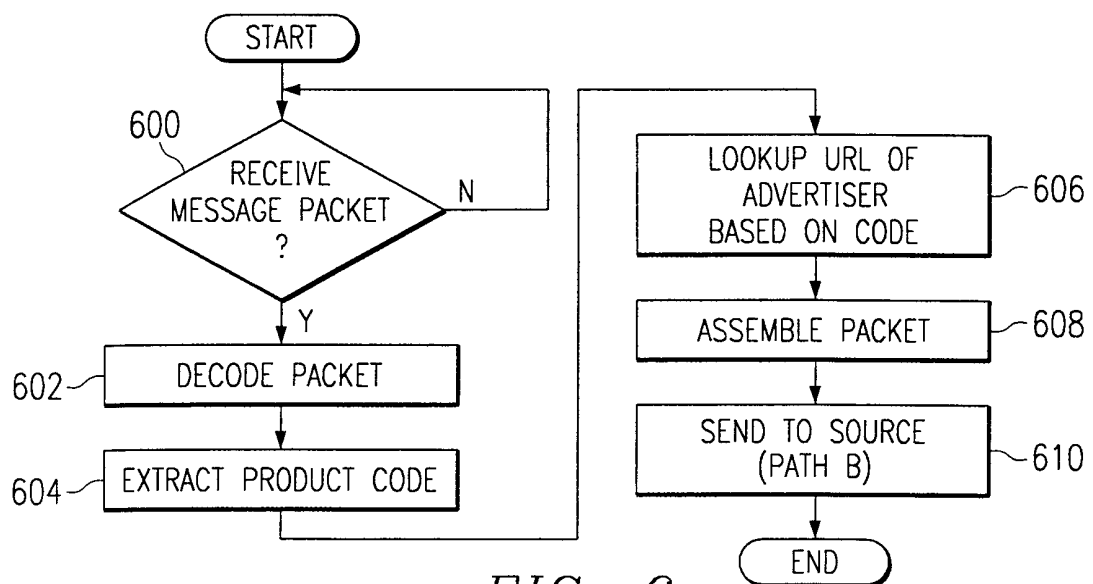 START
600
RECEIVE
MESSAGE PACKET
?
N
Y
602
DECODE PACKET
604
EXTRACT PRODUCT CODE
LOOKUP URL OF
ADVERTISER
BASED ON CODE
606
ASSEMBLE PACKET
608
SEND TO SOURCE
(PATH B)
610
END